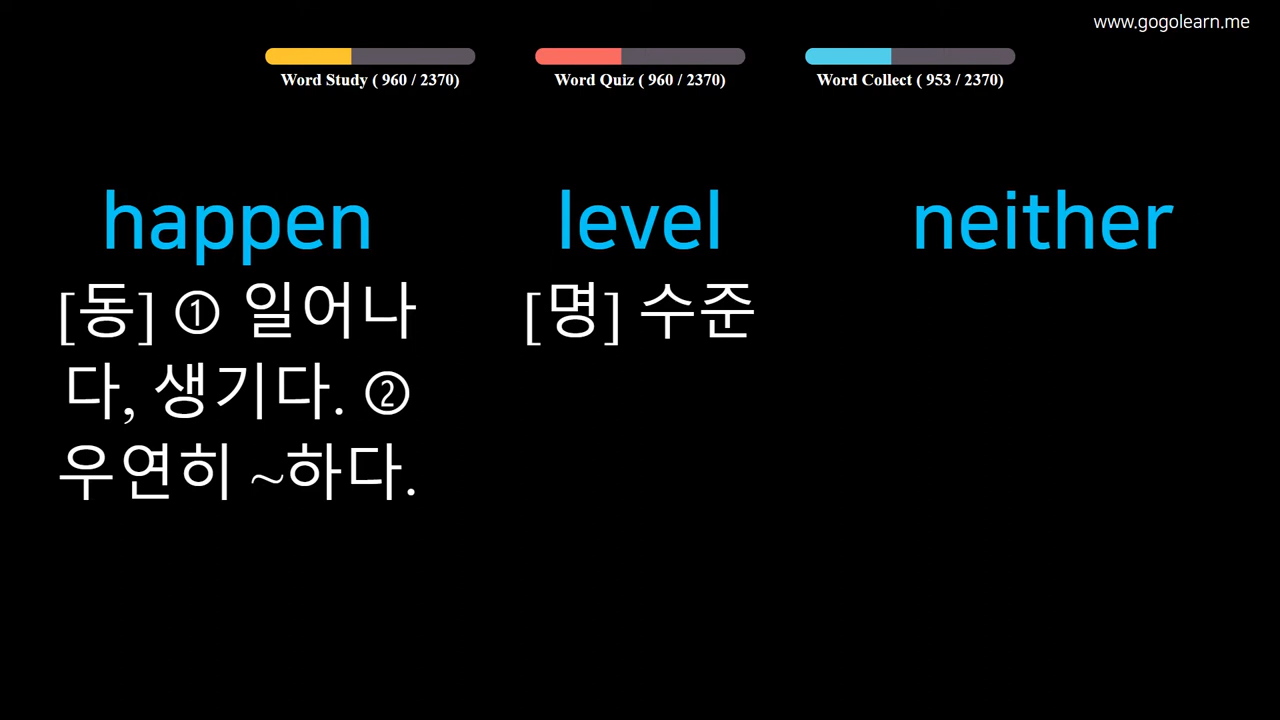 www.gogolearn.me
Word Study ( 960 / 2370)
Word Quiz ( 960 / 2370)
Word Collect ( 953 / 2370)
happen
[동] ① 일어나
다, 생기다. ②
우연히 ~하다.
level
[명] 수준
neither